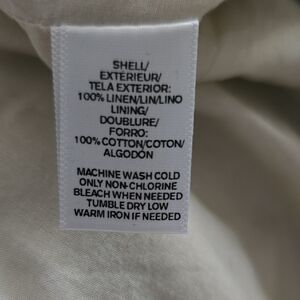 SHELL/
EXTÉRIEUR/
TELA EXTERIOR:
100% LINEN/LIN/LINO
LINING/
DOUBLURE/
FORRO:
100% COTTON/COTON/
ALGODÓN
MACHINE WASH COLD
ONLY NON-CHLORINE
BLEACH WHEN NEEDED
TUMBLE DRY LOW
WARM IRON IF NEEDED